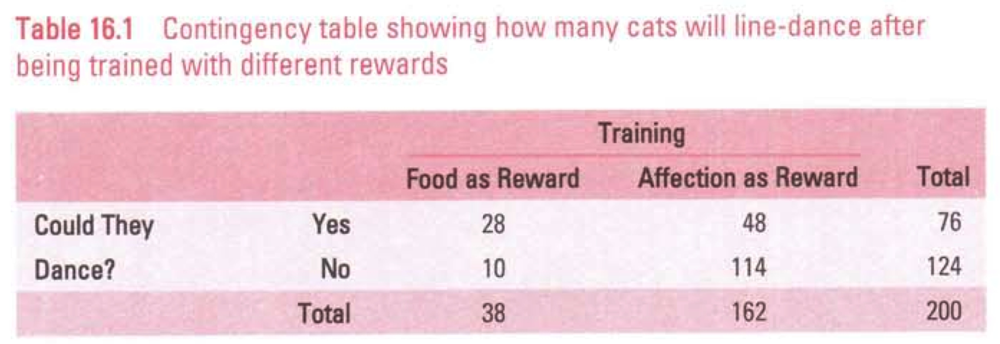 Table 16.1 Contingency table showing how many cats will line-dance after
being trained with different rewards
Training
Food as Reward Affection as Reward Total
Could They Yes 28 48 76
Dance? No 10 114 124
Total 38 162 200